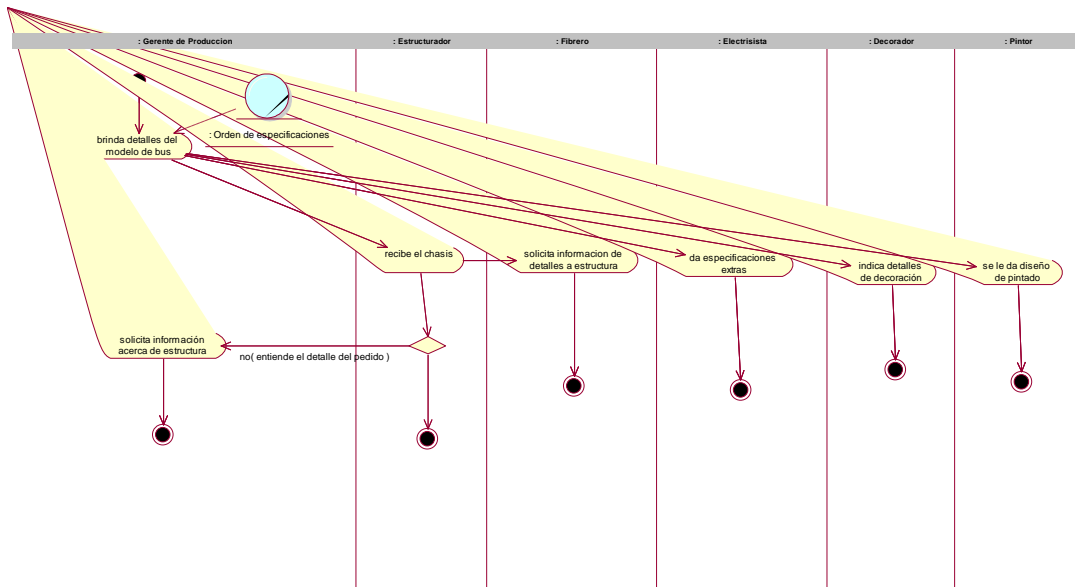 : Gerente de Produccion
: Estructurador
: Fibrero
: Electrisista
: Decorador
: Pintor
: Orden de especificaciones
brinda detalles del
modelo de bus
recibe el chasis
solicita informacion de
detalles a estructura
da especificaciones
extras
indica detalles
de decoración
se le da diseño
de pintado
solicita información
acerca de estructura
no( entiende el detalle del pedido )